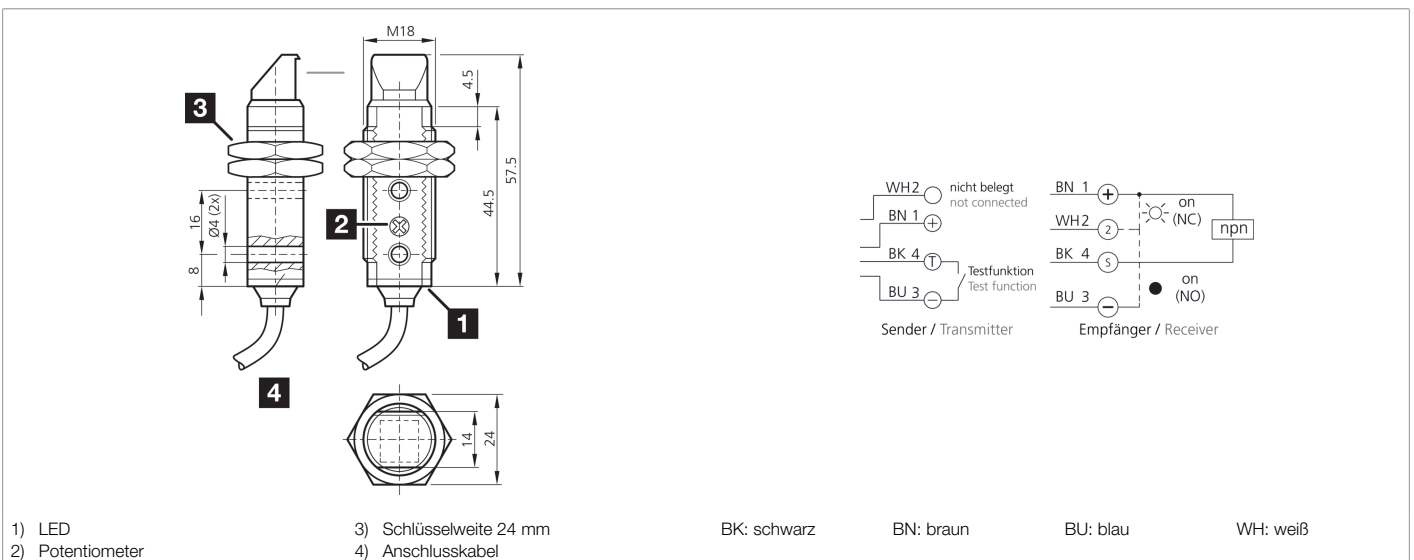 M18
4.5
3
57.5
44.5
16
Ø4 (2x)
8
2
1
4
14
24
WH2
nicht belegt
not connected
BN 1
+
BK 4
T
Testfunktion
Test function
BU 3
−
Sender / Transmitter
BN 1
+
on
(NC)
WH2
2
npn
BK 4
S
on
(NO)
BU 3
−
Empfänger / Receiver
1) LED
2) Potentiometer
3) Schlüsselweite 24 mm
4) Anschlusskabel
BK: schwarz
BN: braun
BU: blau
WH: weiß